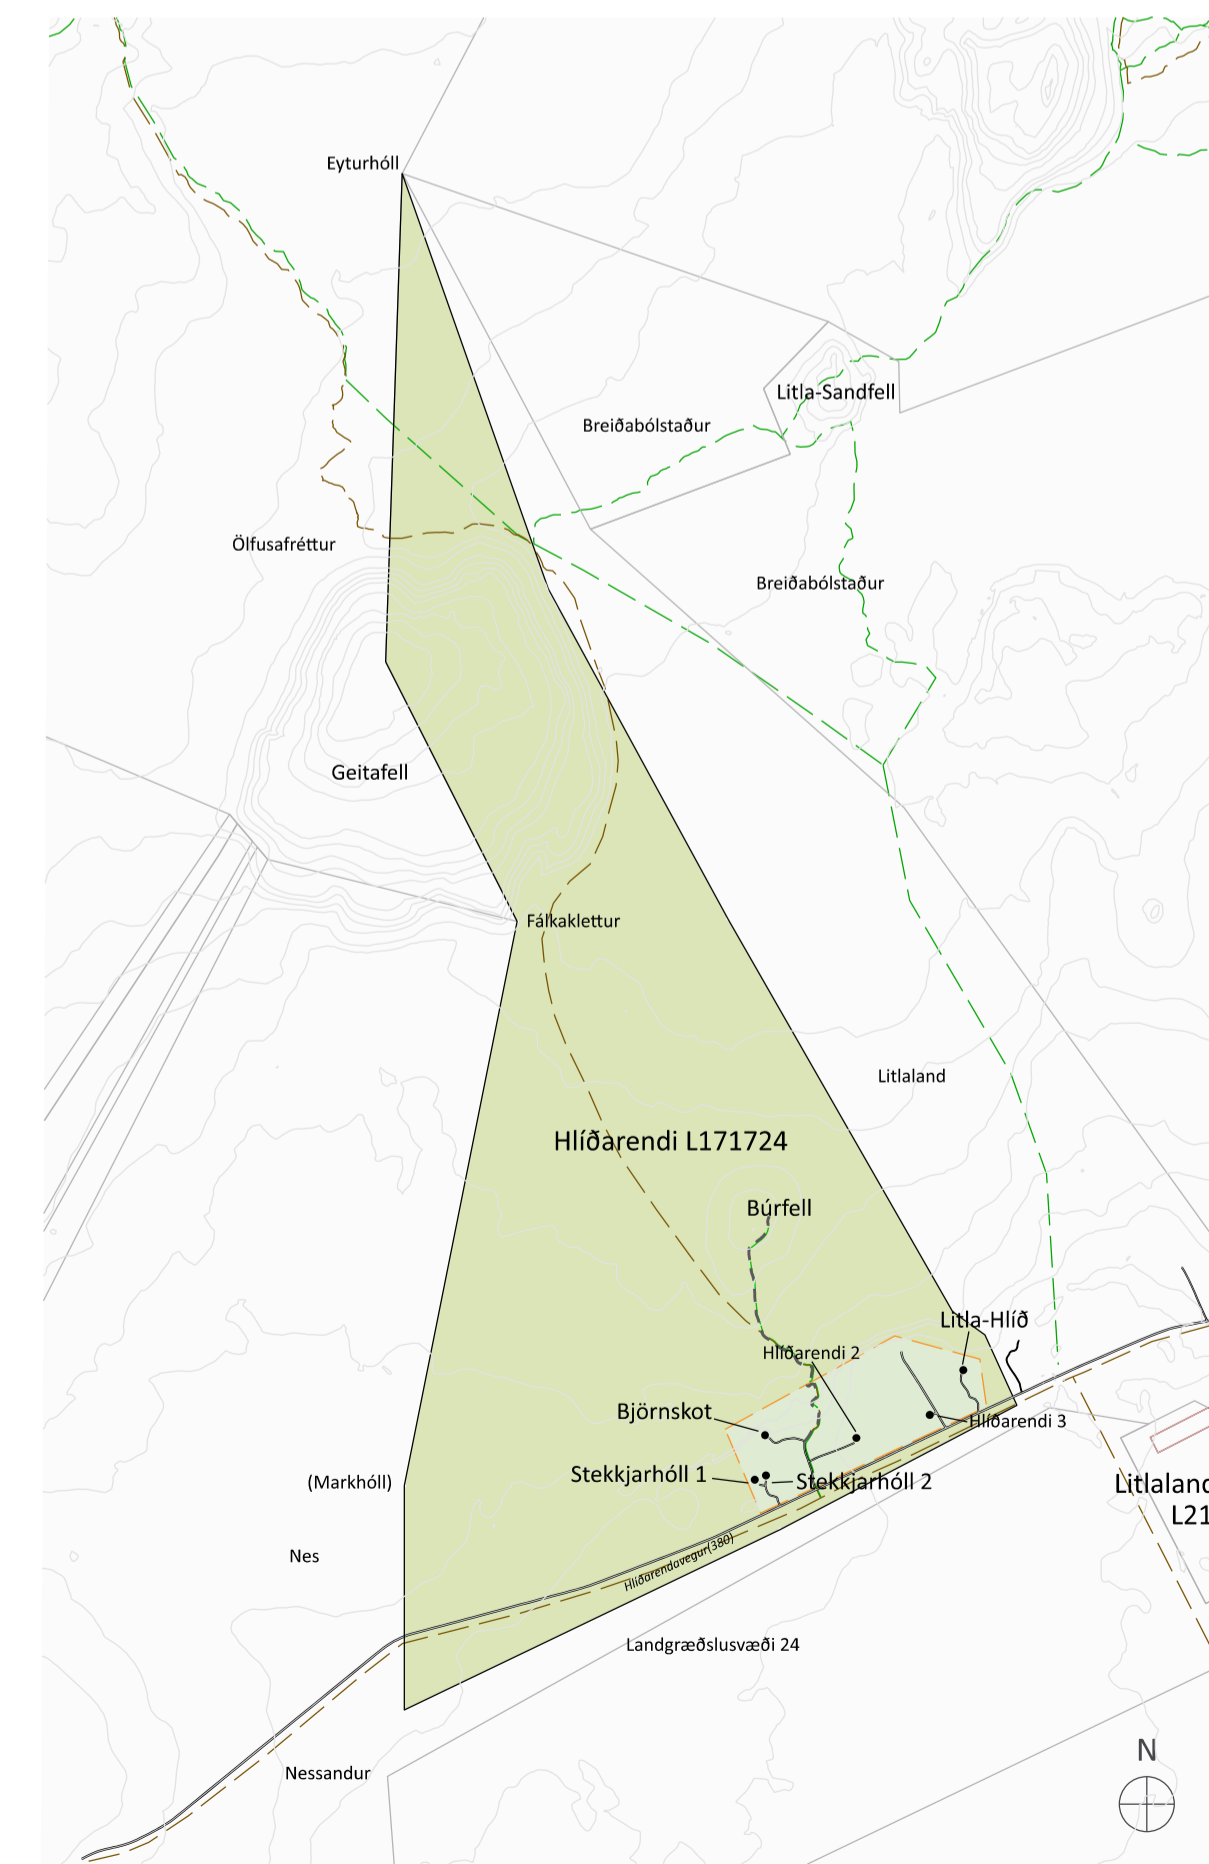 Eyturhóll
Litla-Sandfell
Breiðabólstaður
Ölfusafréttur
Breiðabólstaður
Geitafell
Fálkaklettur
Litlaland
Hlíðarendi L171724
Búrfell
Litla-Hlíð
Hlíðarendi 2
Björnskot
Hlíðarendi 3
Stekkjarhóll 1
Stekkjarhóll 2
(Markhóll)
Litlaland
L21
Nes
Hlíðarendavegur(380)
Landgræðslusvæði 24
Nessandur
N